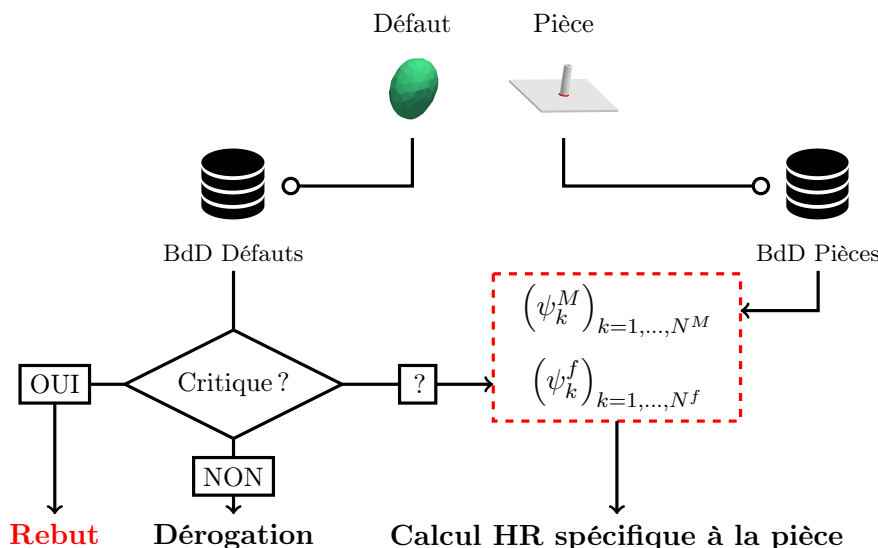 Défaut
Pièce
BdD Défauts
BdD Pièces
(ψ_k^M)_{k=1,...,N^M}
(ψ_k^f)_{k=1,...,N^f}
OUI
Critique ?
?
NON
Rebut
Dérogation
Calcul HR spécifique à la pièce